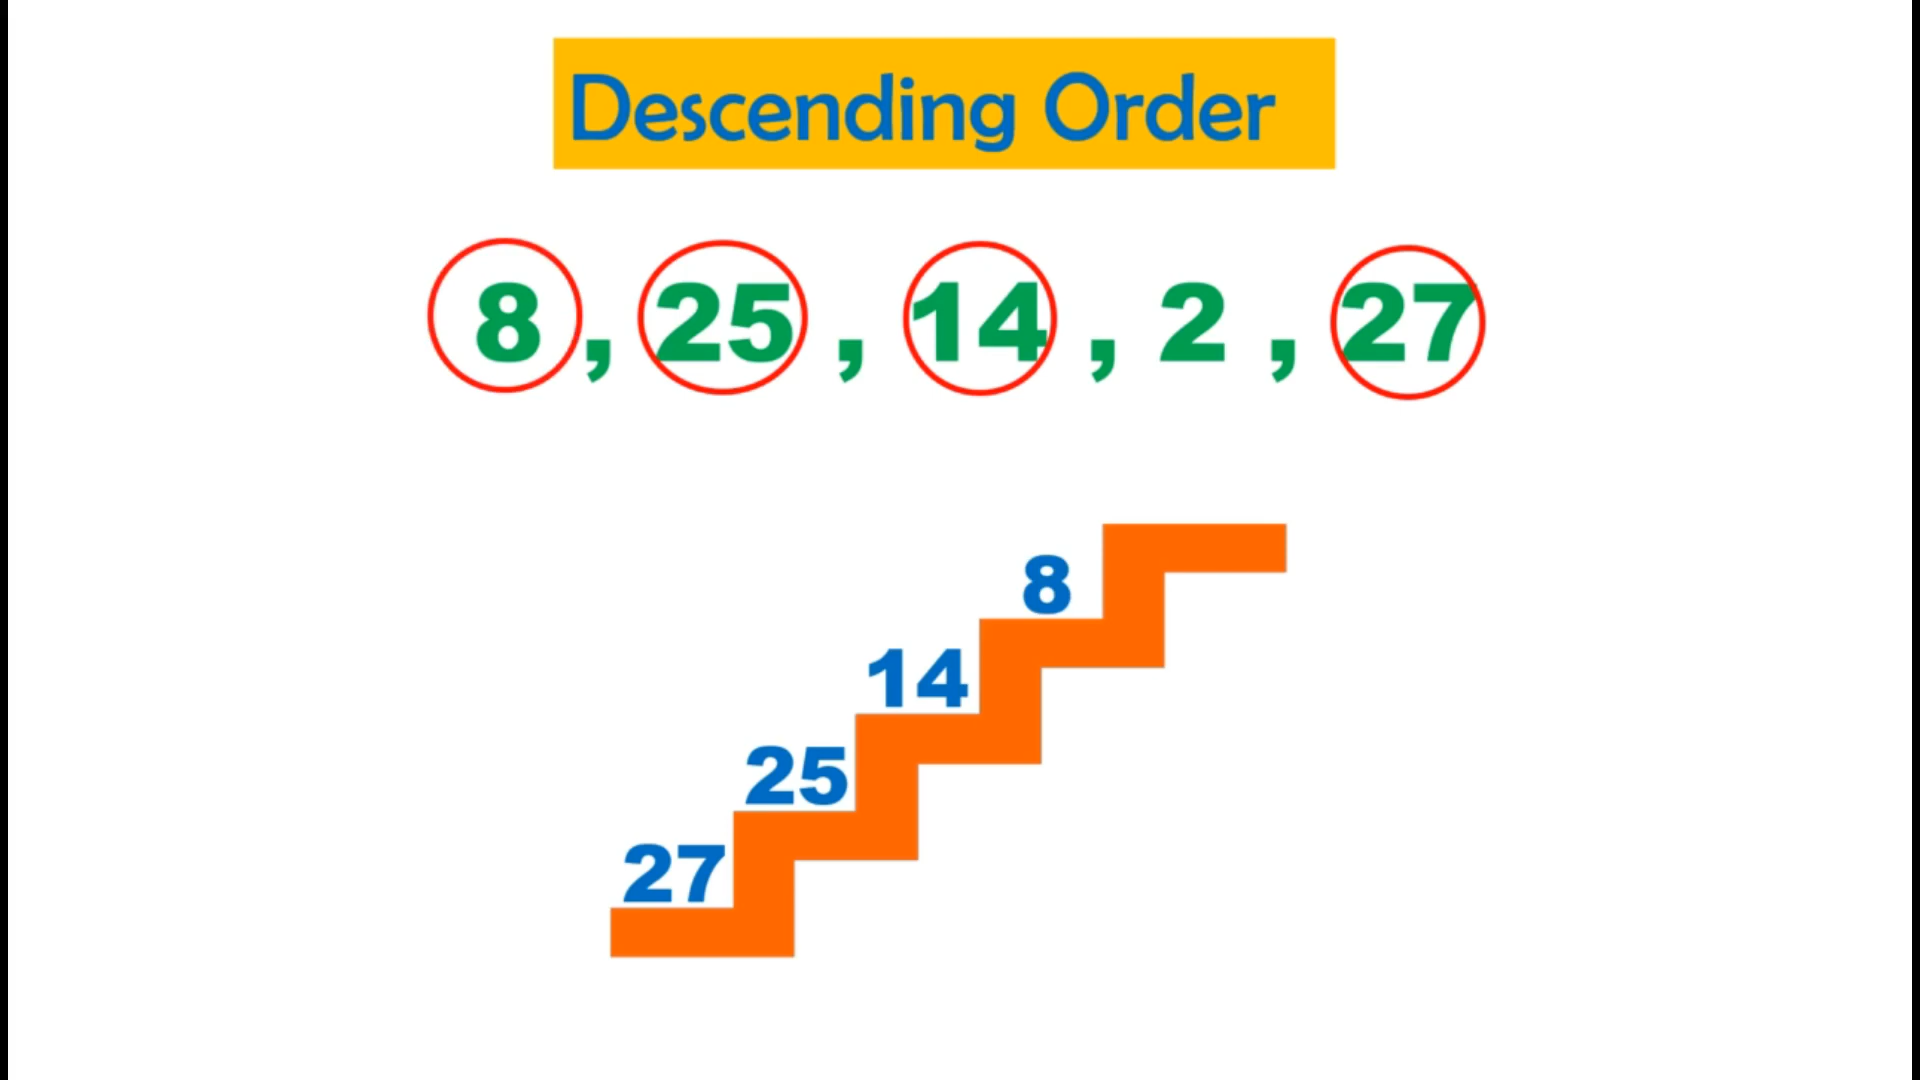 Descending Order
8 , 25 , 14 , 2 , 27
8
14
25
27